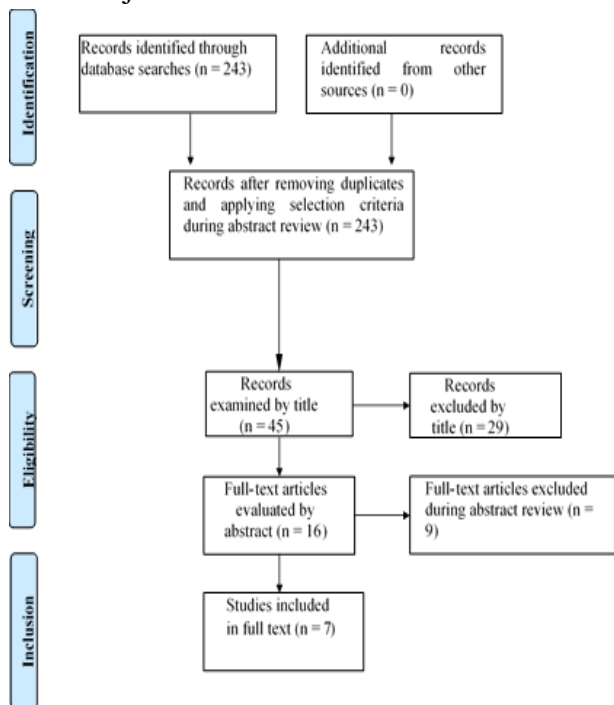 Identification
Records identified through
database searches (n = 243)
Additional records
identified from other
sources (n = 0)
Screening
Records after removing duplicates
and applying selection criteria
during abstract review (n = 243)
Eligibility
Records
examined by title
(n = 45)
Records
excluded by
title (n = 29)
Full-text articles
evaluated by
abstract (n = 16)
Full-text articles excluded
during abstract review (n =
9)
Inclusion
Studies included
in full text (n = 7)